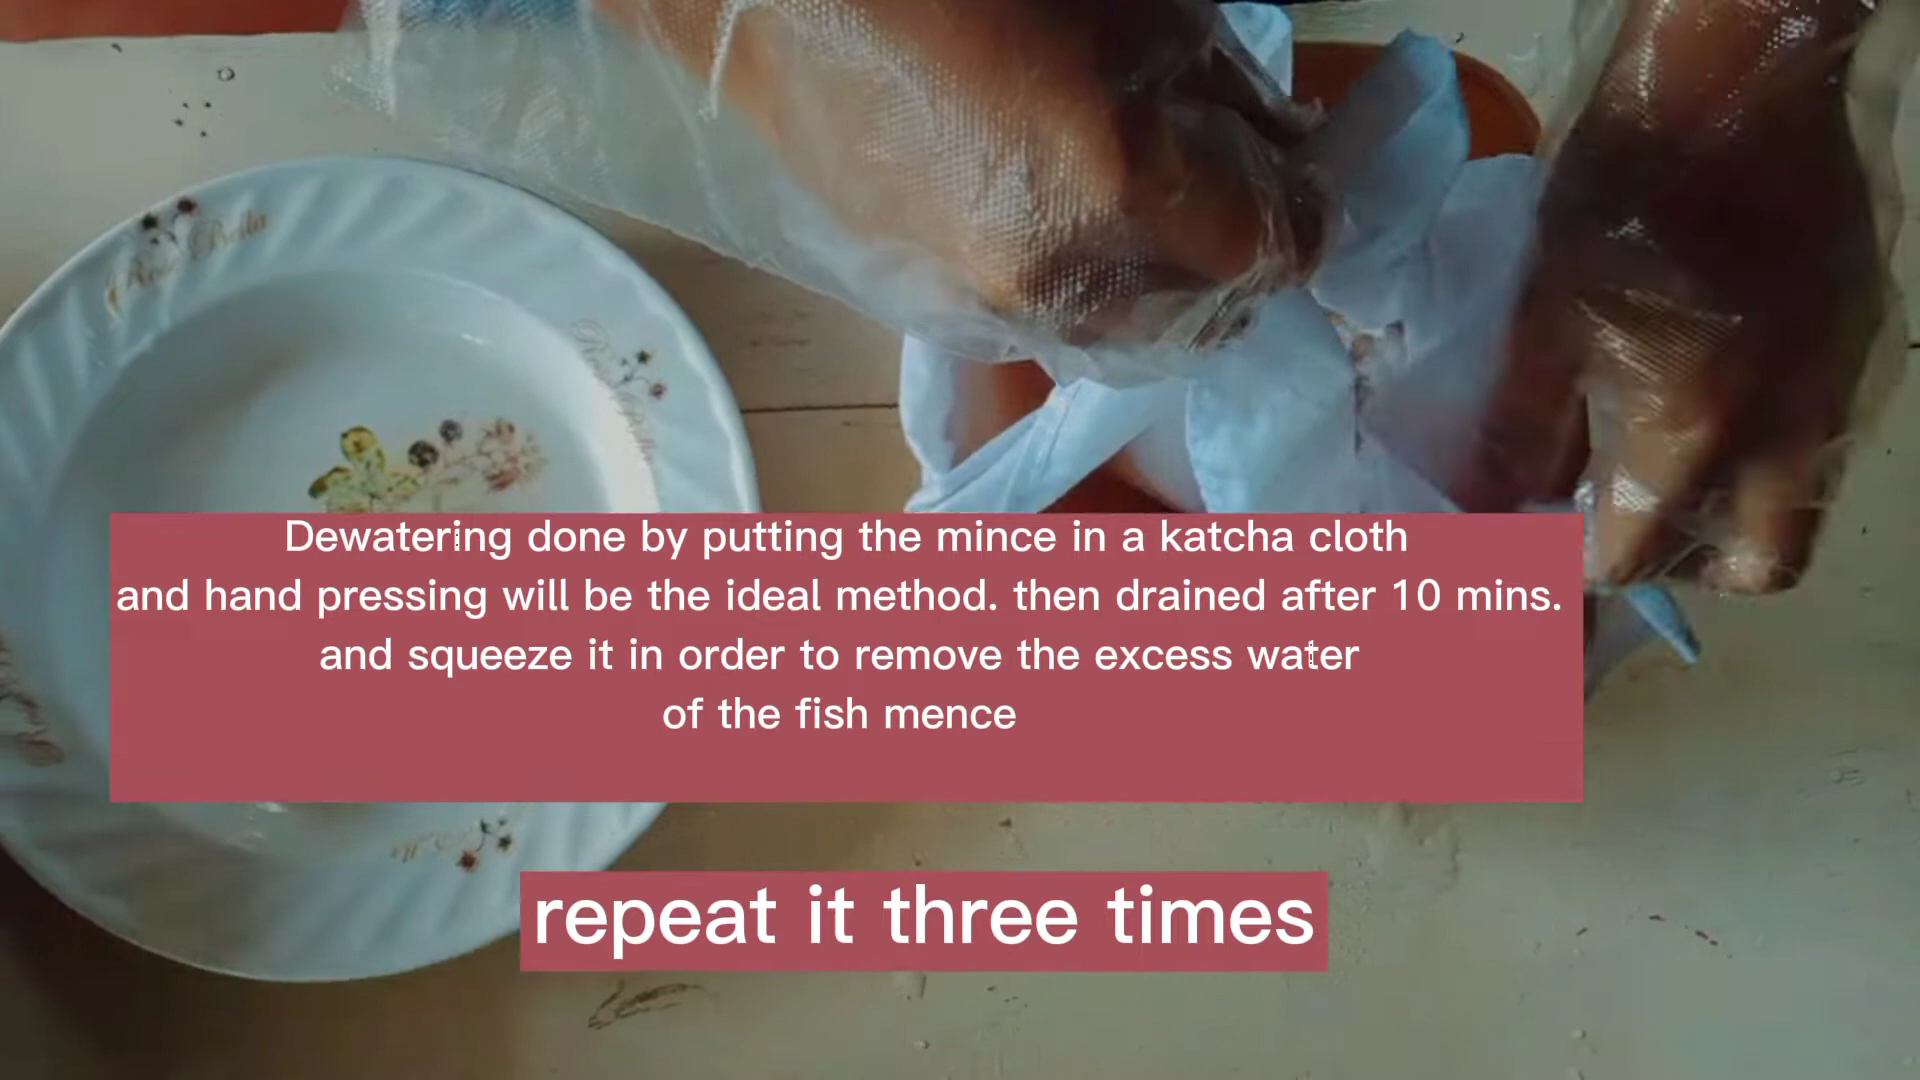 Dewatering done by putting the mince in a katcha cloth
and hand pressing will be the ideal method. then drained after 10 mins.
and squeeze it in order to remove the excess water
of the fish mence
repeat it three times